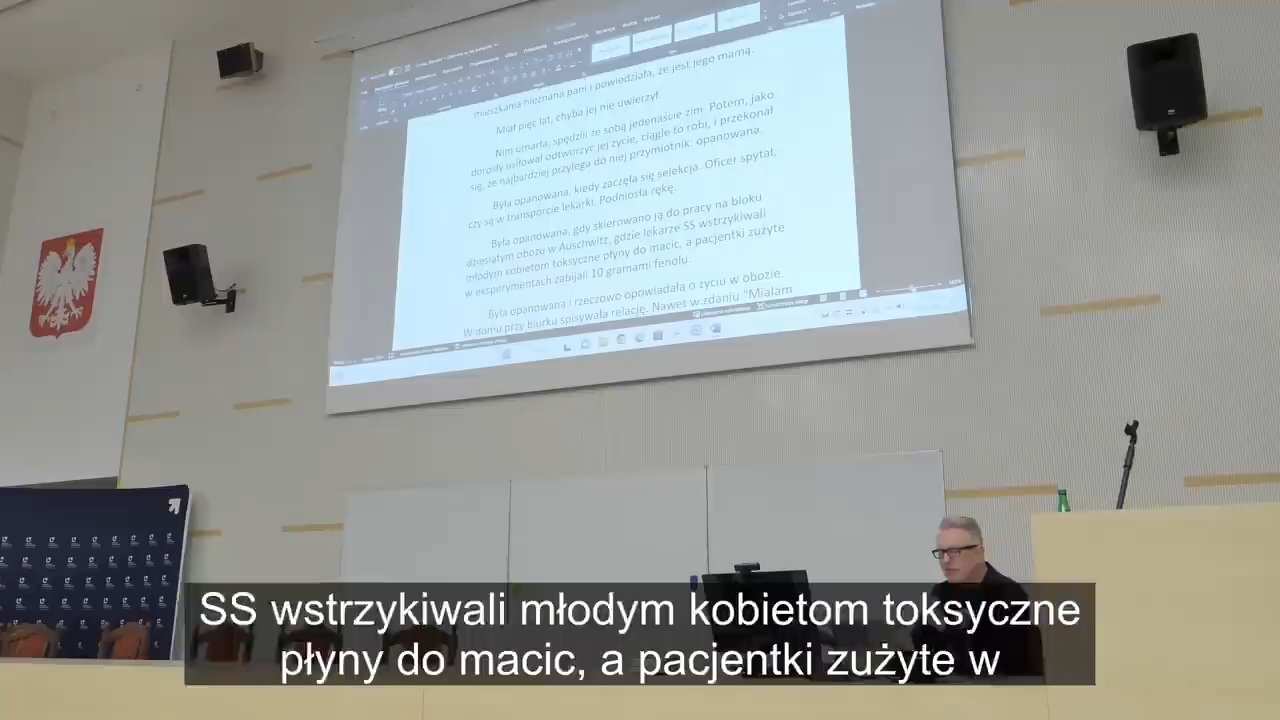 mieszkania nieznana pani i powiedziała, że jest jego mamą.
Miał pięć lat, chyba jej nie uwierzył.
Nim umarła, spędzili ze sobą jedenaście zim. Potem, jako
dorosły usiłował odtworzyć jej życie, ciągle to robi, i przekonał
się, że najbardziej przylega do niej przymiotnik: opanowana.
Była opanowana, kiedy zaczęła się selekcja. Oficer spytał,
czy są w transporcie lekarki. Podniosła rękę.
Była opanowana, gdy skierowano ją do pracy na bloku
dziesiątym obozu w Auschwitz, gdzie lekarze SS wstrzykiwali
młodym kobietom toksyczne płyny do macic, a pacjentki zużyte
w eksperymentach zabijali 10 gramami fenolu.
Była opanowana i rzeczowo opowiadała o życiu w obozie.
W domu przy biurku spisywała relację. Nawet w zdaniu "Miałam
SS wstrzykiwali młodym kobietom toksyczne
płyny do macic, a pacjentki zużyte w